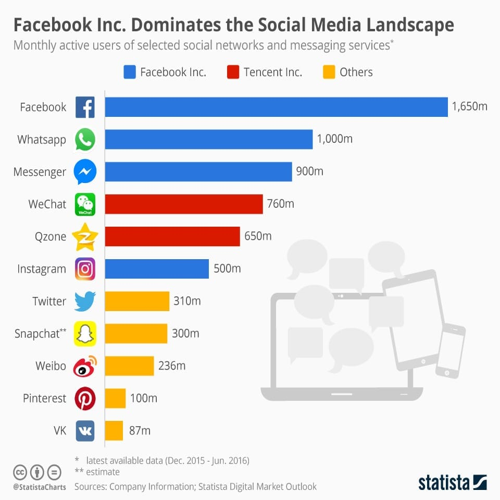 Facebook Inc. Dominates the Social Media Landscape
Monthly active users of selected social networks and messaging services*
Facebook Inc. Tencent Inc. Others
Facebook 1,650m
Whatsapp 1,000m
Messenger 900m
WeChat WeChat 760m
Qzone 650m
Instagram 500m
Twitter 310m
Snapchat** 300m
Weibo 236m
Pinterest 100m
VK 87m
* latest available data (Dec. 2015 - Jun. 2016)
** estimate
@StatistaCharts Sources: Company Information; Statista Digital Market Outlook
statista